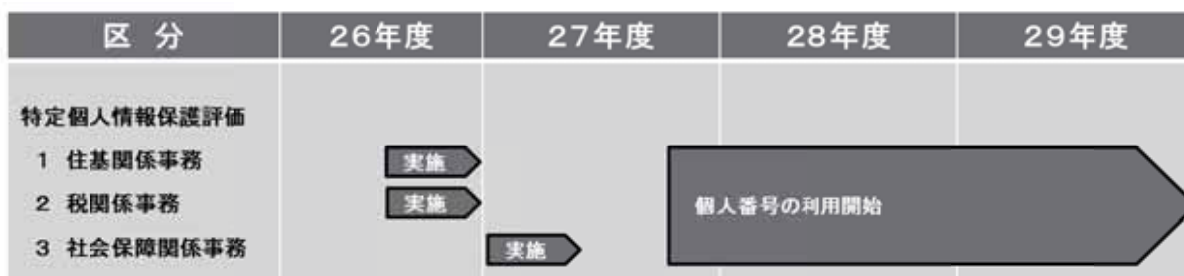 区 分 26年度 27年度 28年度 29年度
特定個人情報保護評価
1 住基関係事務 実施
2 税関係事務 実施
個人番号の利用開始
3 社会保障関係事務 実施